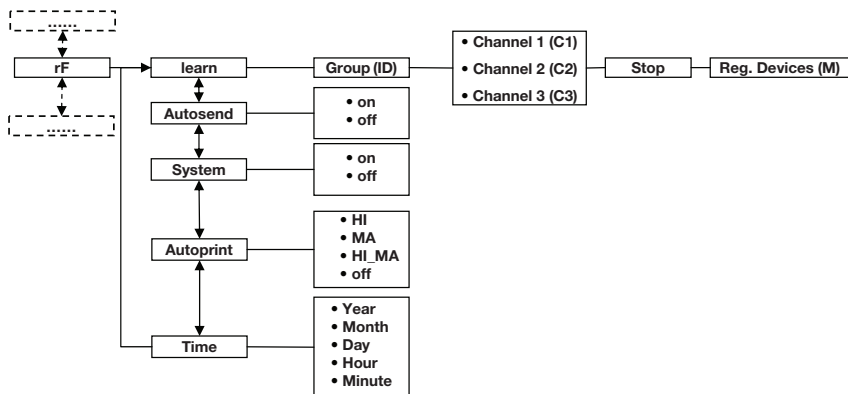 ......
rF
......
learn
Group (ID)
• Channel 1 (C1)
• Channel 2 (C2)
• Channel 3 (C3)
Stop
Reg. Devices (M)
Autosend
• on
• off
System
• on
• off
Autoprint
• HI
• MA
• HI_MA
• off
Time
• Year
• Month
• Day
• Hour
• Minute